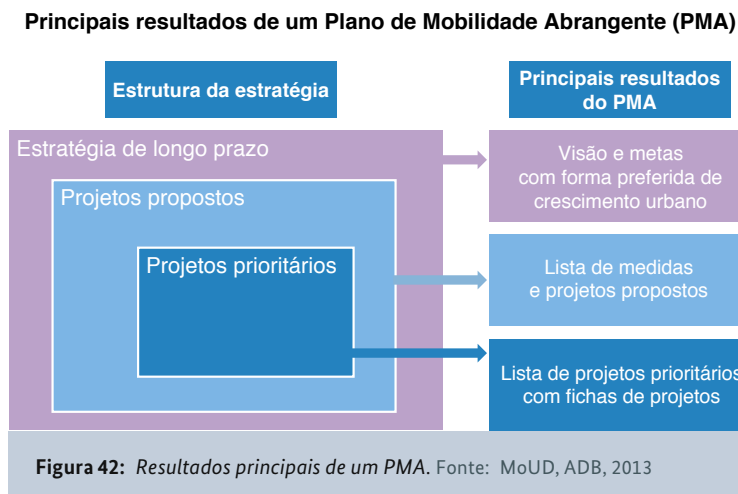 Principais resultados de um Plano de Mobilidade Abrangente (PMA)
Estrutura da estratégia
Principais resultados
do PMA
Estratégia de longo prazo
Projetos propostos
Projetos prioritários
Visão e metas
com forma preferida de
crescimento urbano
Lista de medidas
e projetos propostos
Lista de projetos prioritários
com fichas de projetos
Figura 42: Resultados principais de um PMA. Fonte: MoUD, ADB, 2013